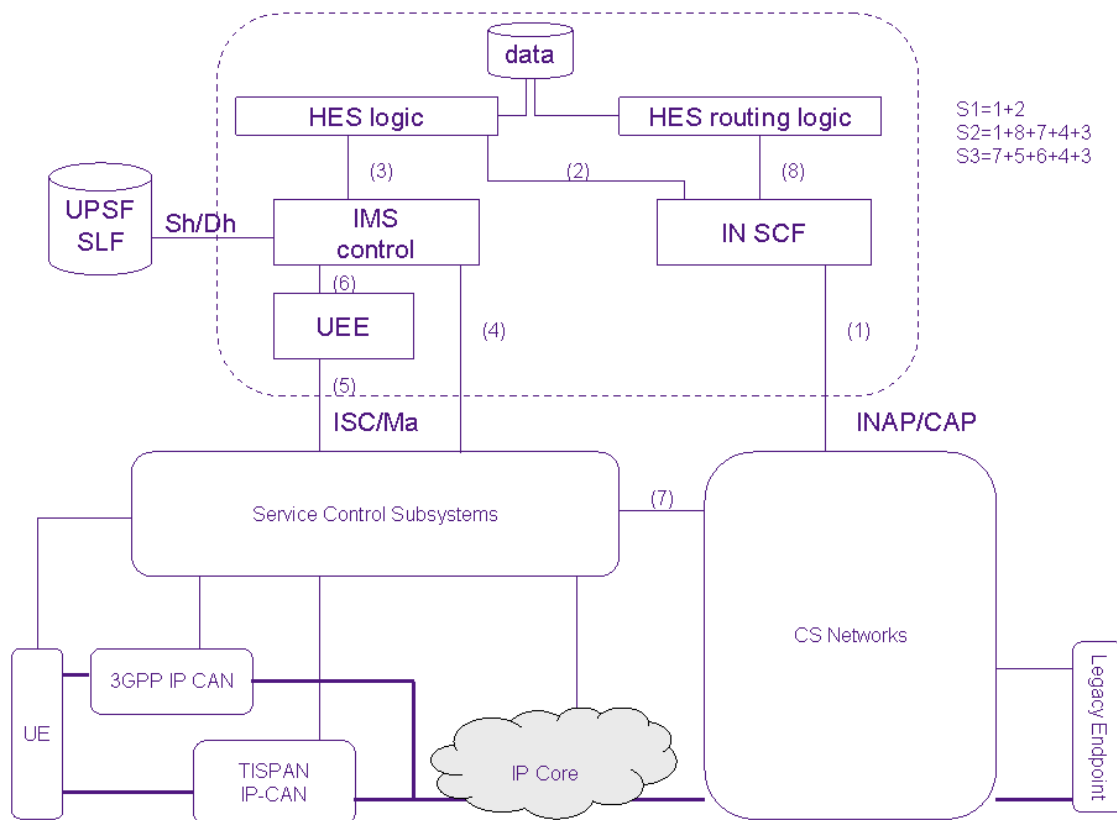 data
HES logic
HES routing logic
S1=1+2
S2=1+8+7+4+3
S3=7+5+6+4+3
(3)
(2)
(8)
UPSF
SLF
Sh/Dh
IMS
control
IN SCF
(6)
UEE
(4)
(1)
(5)
ISC/Ma
INAP/CAP
Service Control Subsystems
(7)
CS Networks
3GPP IP CAN
UE
TISPAN
IP-CAN
IP Core
Legacy Endpoint